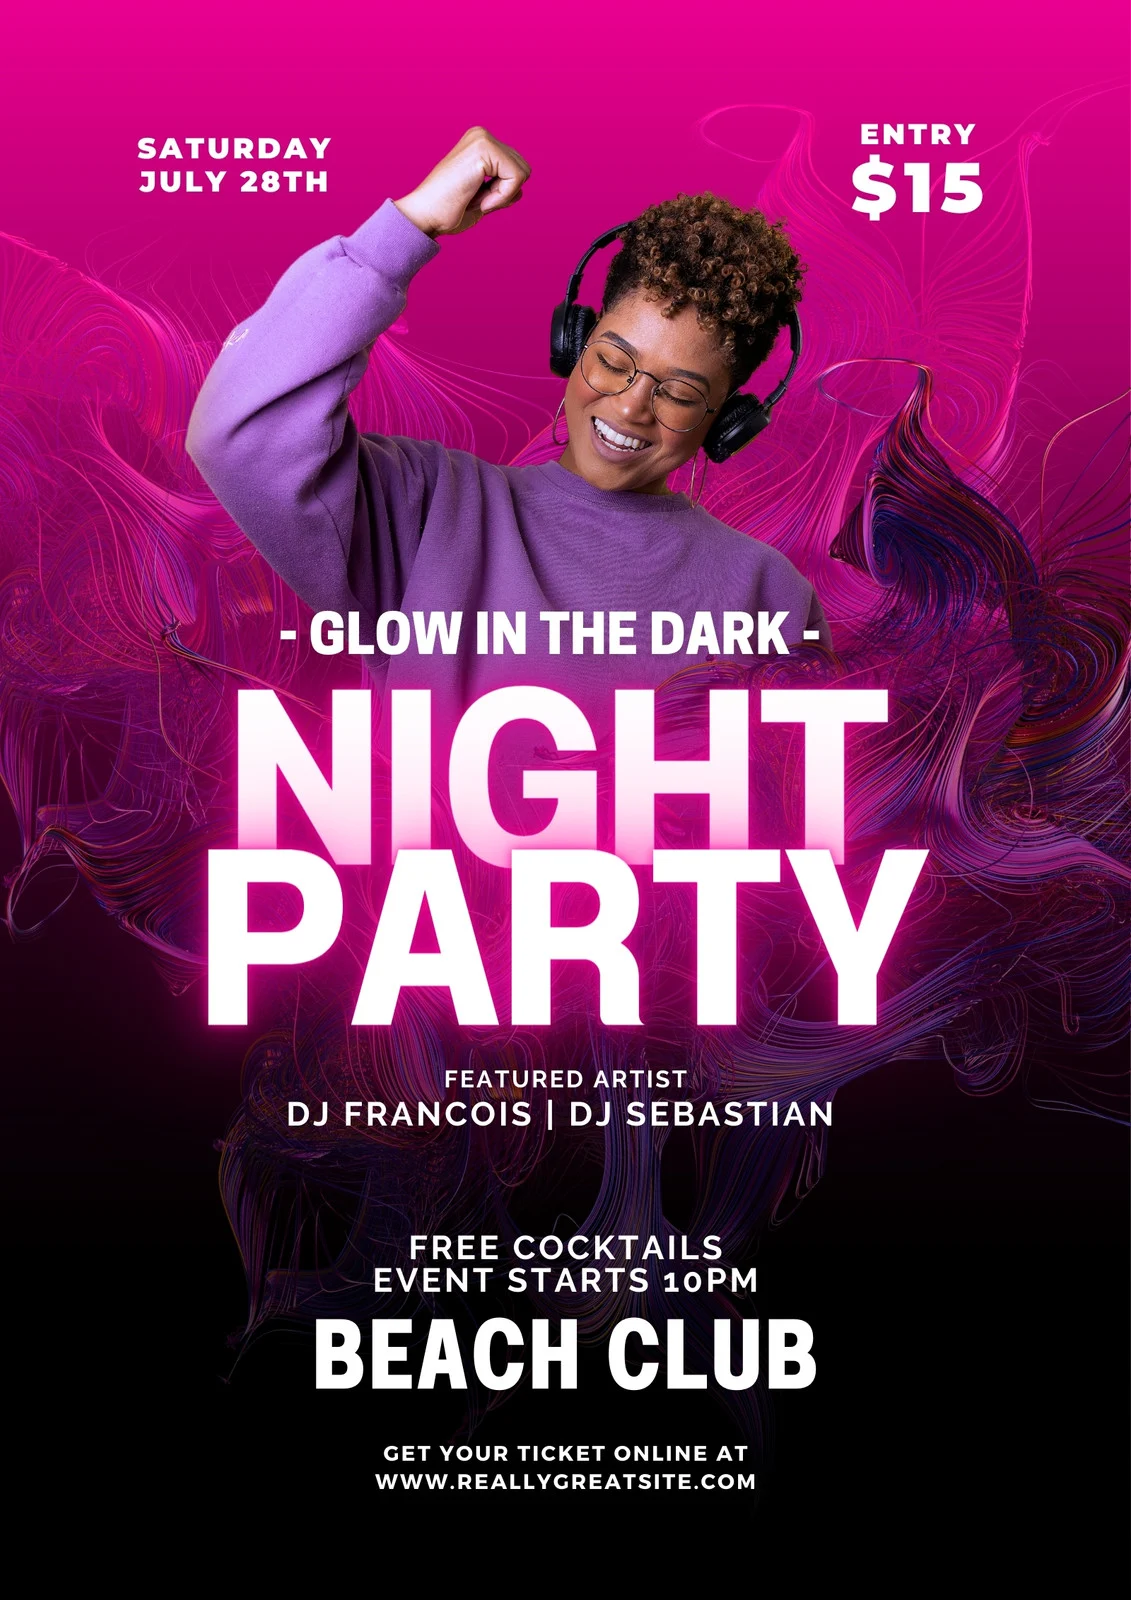 SATURDAY
JULY 28TH
ENTRY
$15
- GLOW IN THE DARK -
NIGHT
PARTY
FEATURED ARTIST
DJ FRANCOIS | DJ SEBASTIAN
FREE COCKTAILS
EVENT STARTS 10PM
BEACH CLUB
GET YOUR TICKET ONLINE AT
WWW.REALLYGREATSITE.COM